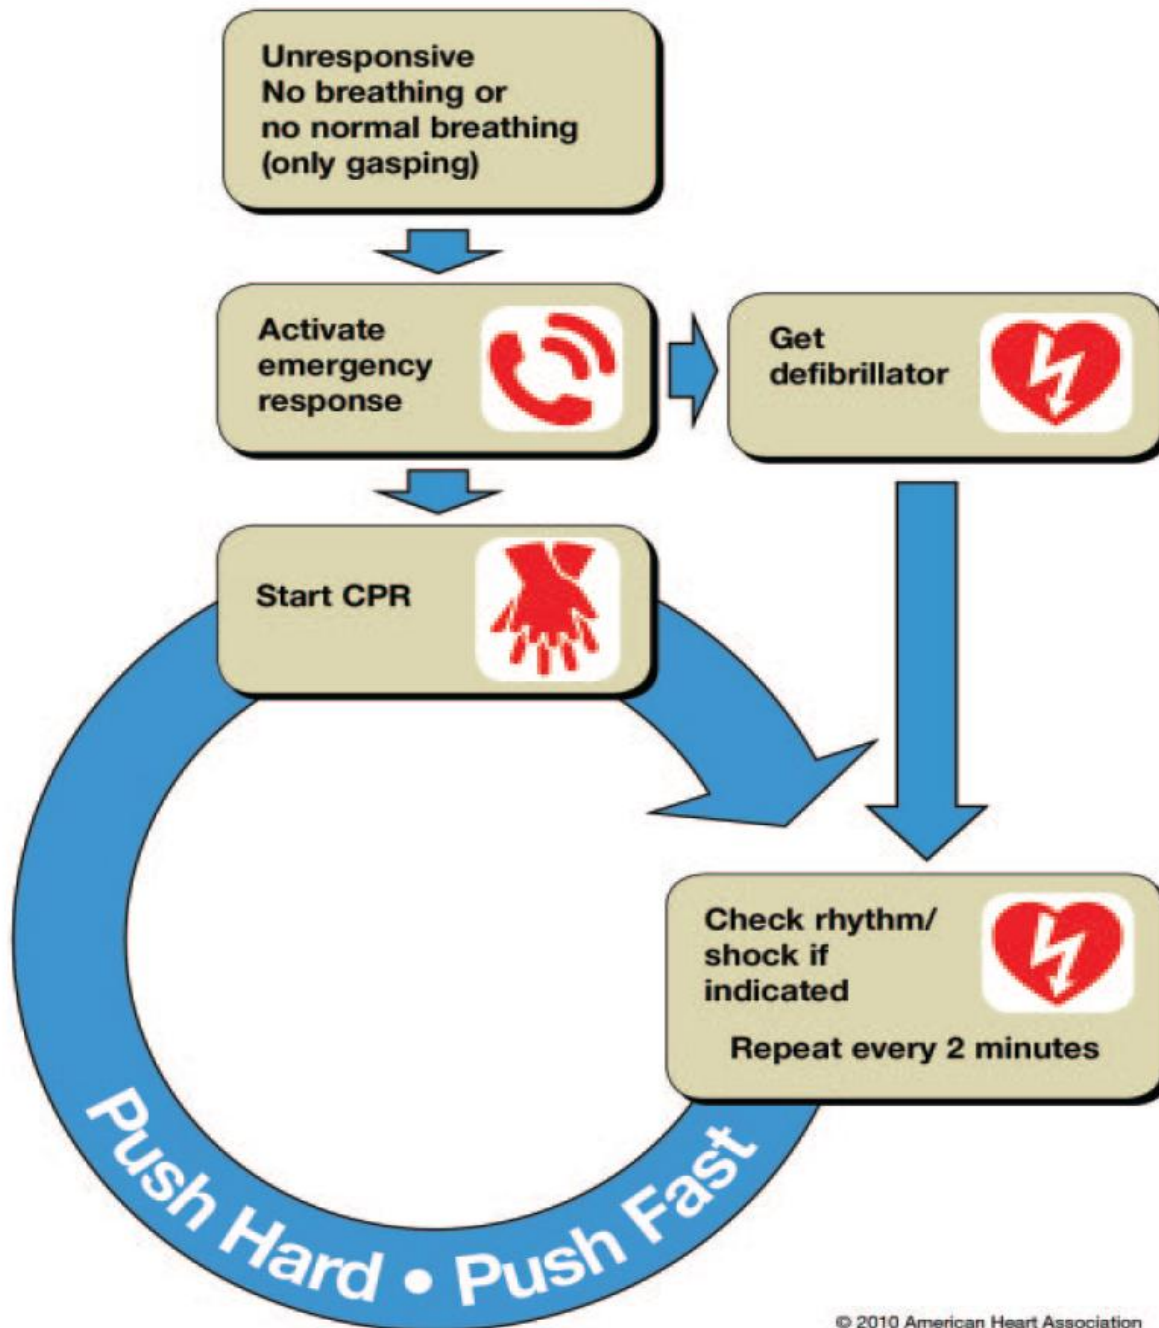 Unresponsive
No breathing or
no normal breathing
(only gasping)
Activate
emergency
response
Get
defibrillator
Start CPR
Check rhythm/
shock if
indicated
Repeat every 2 minutes
Push Hard • Push Fast
© 2010 American Heart Association